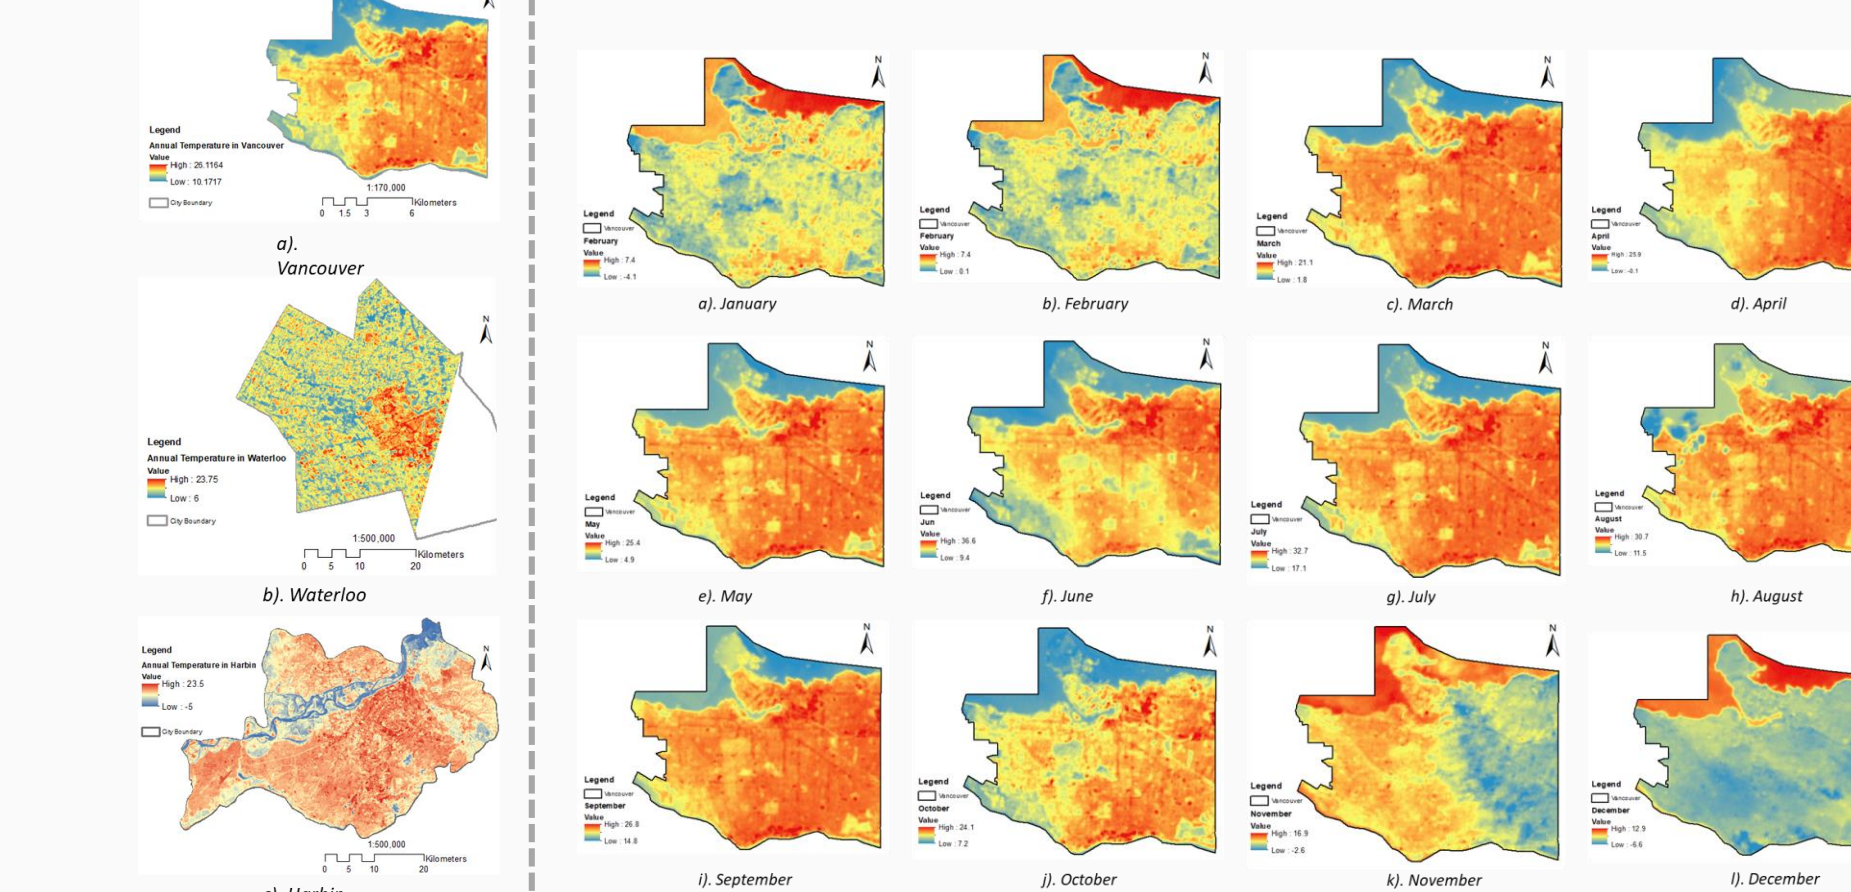 Legend
Annual Temperature in Vancouver
Value
High : 26.1164
Low : 10.1717
City Boundary
1:170,000
Kilometers
0 1.5 3 6
a).
Vancouver
N
Legend
Annual Temperature in Waterloo
Value
High : 23.75
Low : 6
City Boundary
1:500,000
Kilometers
0 5 10 20
b). Waterloo
N
Legend
Annual Temperature in Harbin
Value
High : 23.5
Low : -5
City Boundary
1:500,000
Kilometers
0 5 10 20
N
Legend
Vancouver
February
Value
High : 7.4
Low : -4.1
a). January
N
Legend
Vancouver
February
Value
High : 7.4
Low : 0.1
b). February
N
Legend
Vancouver
March
Value
High : 21.1
Low : 1.8
c). March
Legend
Vancouver
April
Value
High : 25.9
Low : -0.1
d). April
N
Legend
Vancouver
May
Value
High : 25.4
Low : 4.9
e). May
N
Legend
Vancouver
Jun
Value
High : 36.6
Low : 9.4
f). June
N
Legend
Vancouver
July
Value
High : 32.7
Low : 17.1
g). July
Legend
Vancouver
August
Value
High : 30.7
Low : 11.5
h). August
N
Legend
Vancouver
September
Value
High : 26.8
Low : 14.8
i). September
N
Legend
Vancouver
October
Value
High : 24.1
Low : 7.2
j). October
N
Legend
Vancouver
November
Value
High : 16.9
Low : -2.6
k). November
Legend
Vancouver
December
Value
High : 12.9
Low : -6.6
l). December